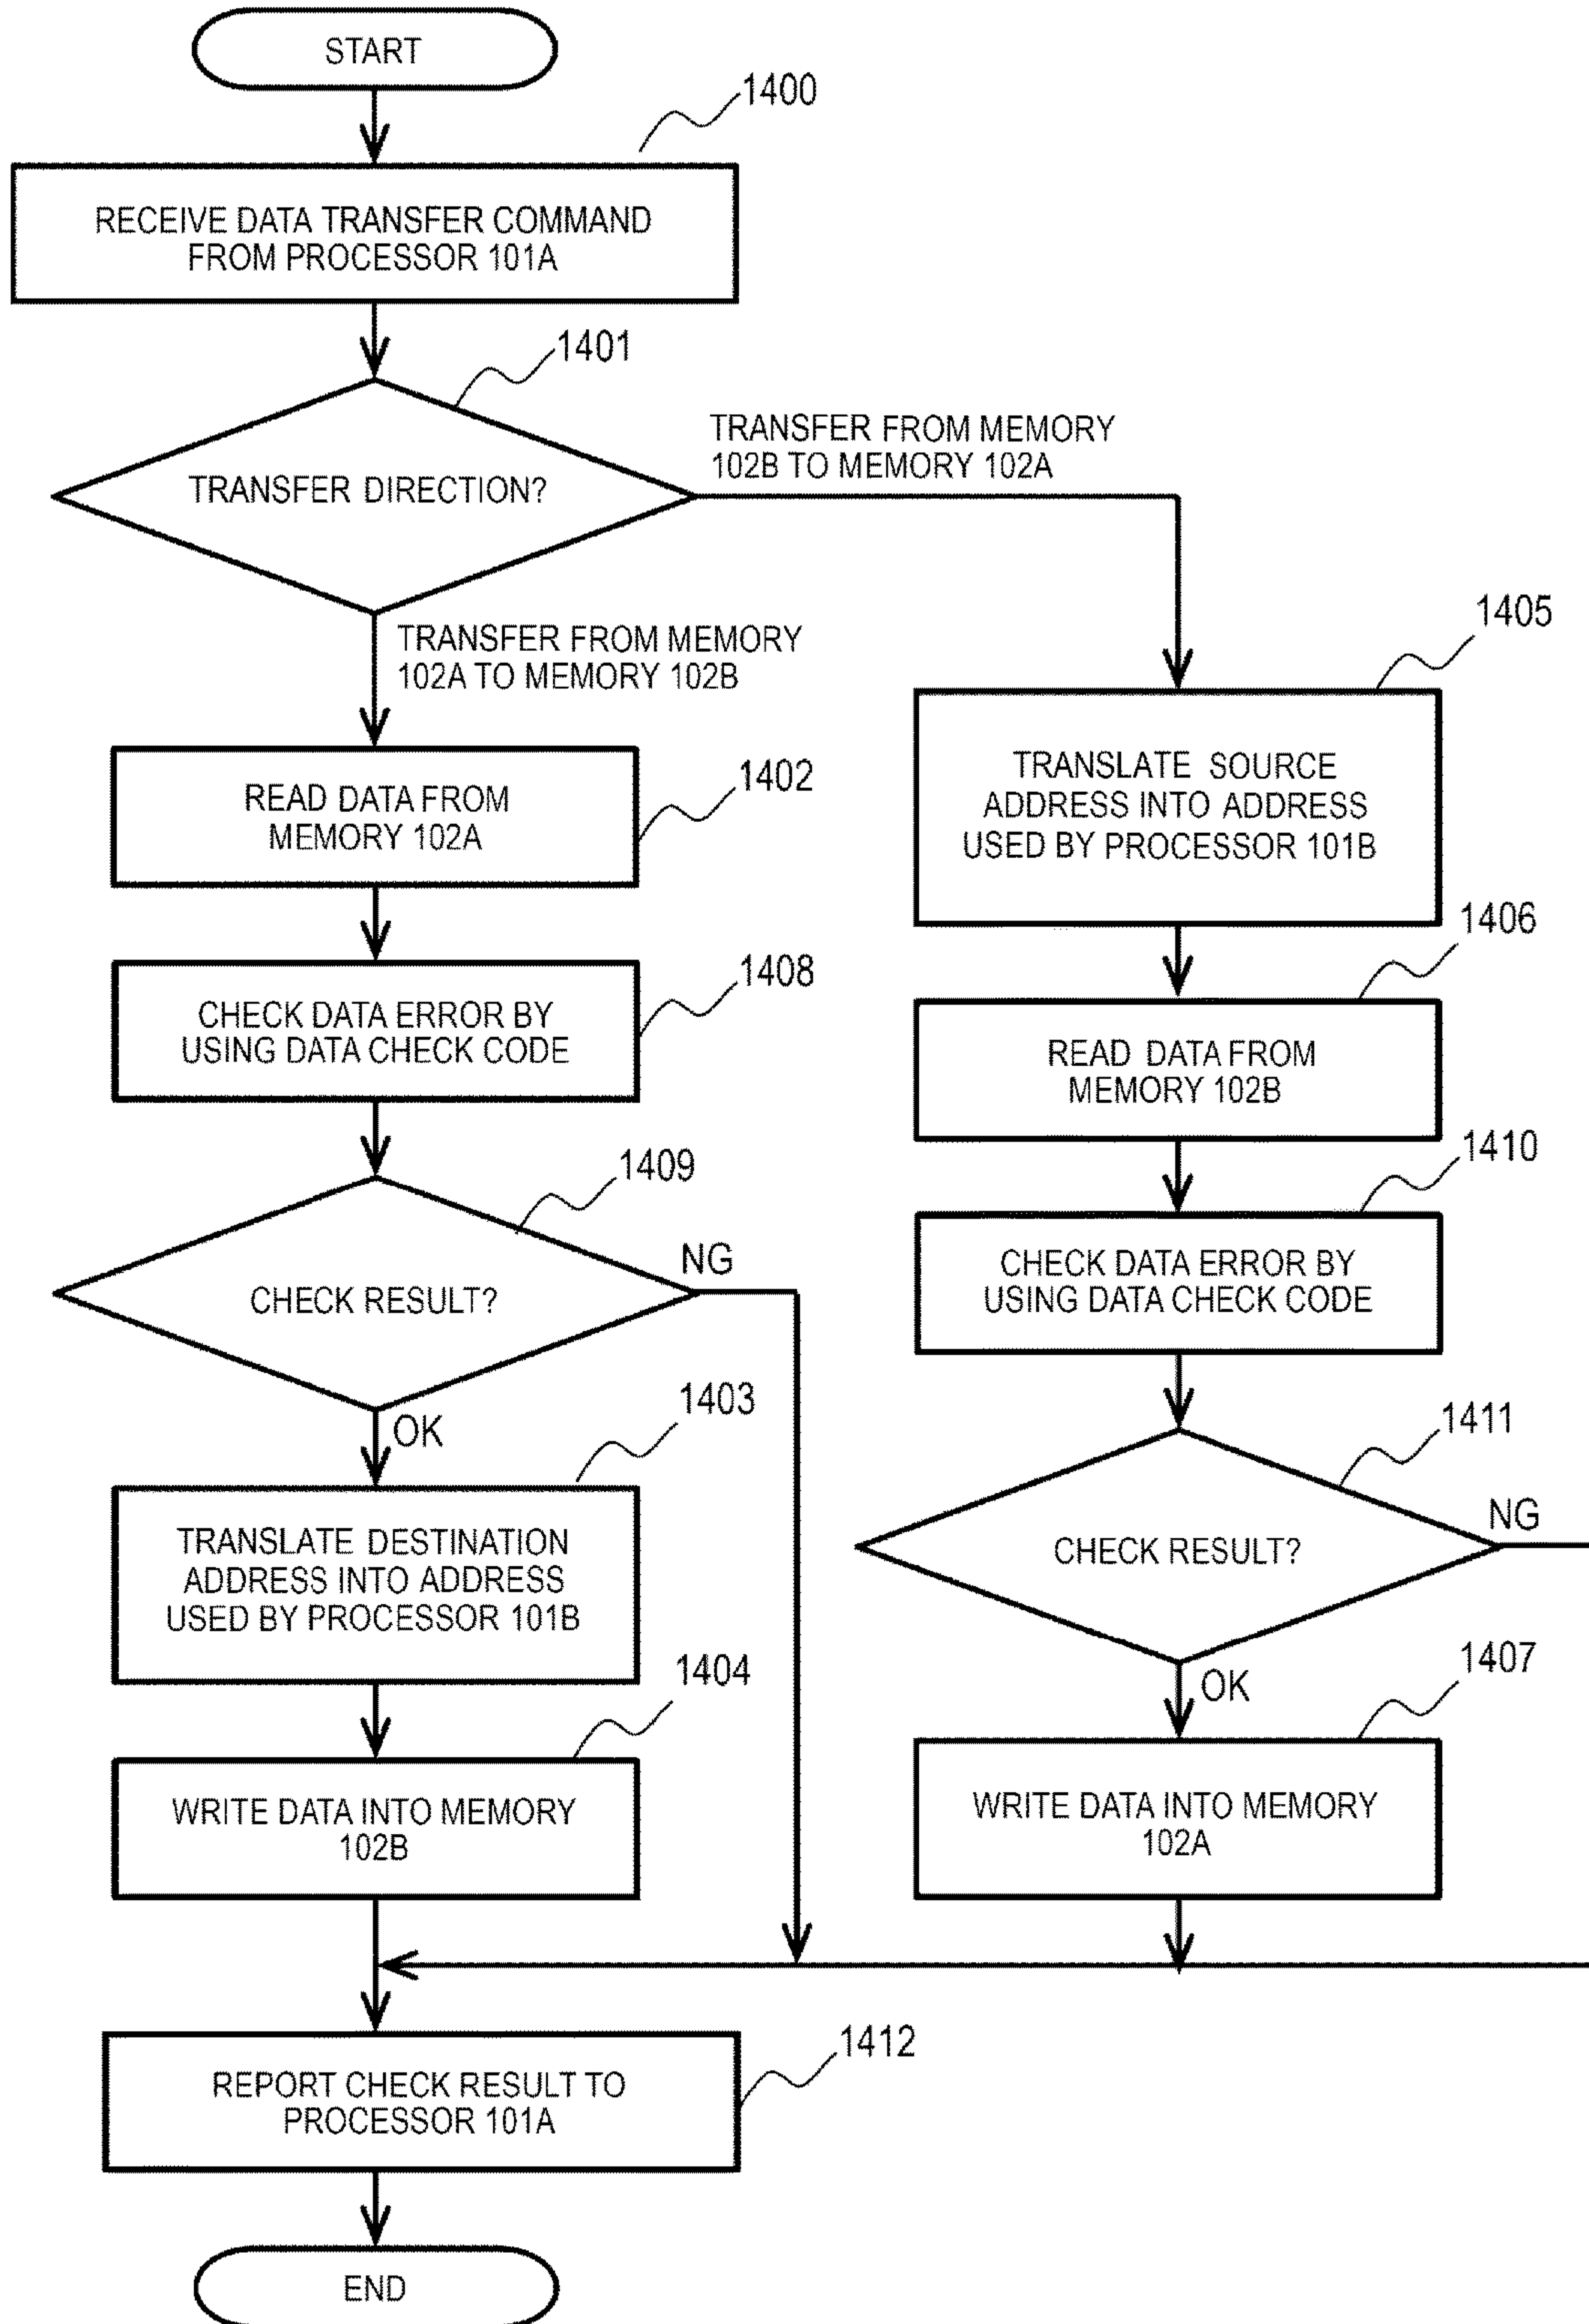 START
1400
RECEIVE DATA TRANSFER COMMAND
FROM PROCESSOR 101A
1401
TRANSFER DIRECTION?
TRANSFER FROM MEMORY
102B TO MEMORY 102A
TRANSFER FROM MEMORY
102A TO MEMORY 102B
1402
READ DATA FROM
MEMORY 102A
1408
CHECK DATA ERROR BY
USING DATA CHECK CODE
1409
CHECK RESULT?
NG
OK
1403
TRANSLATE DESTINATION
ADDRESS INTO ADDRESS
USED BY PROCESSOR 101B
1404
WRITE DATA INTO MEMORY
102B
1405
TRANSLATE SOURCE
ADDRESS INTO ADDRESS
USED BY PROCESSOR 101B
1406
READ DATA FROM
MEMORY 102B
1410
CHECK DATA ERROR BY
USING DATA CHECK CODE
1411
CHECK RESULT?
NG
OK
1407
WRITE DATA INTO MEMORY
102A
1412
REPORT CHECK RESULT TO
PROCESSOR 101A
END